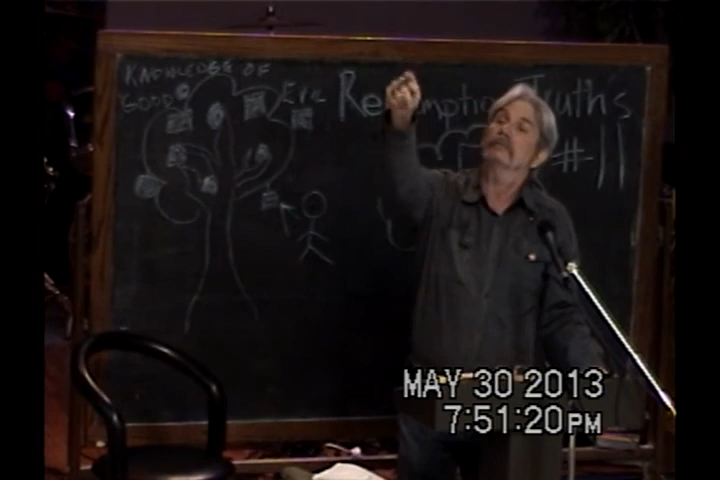 KNOWLEDGE OF
GOOD EVIL
Redemption Truths
#11
MAY 30 2013
7:51:20PM